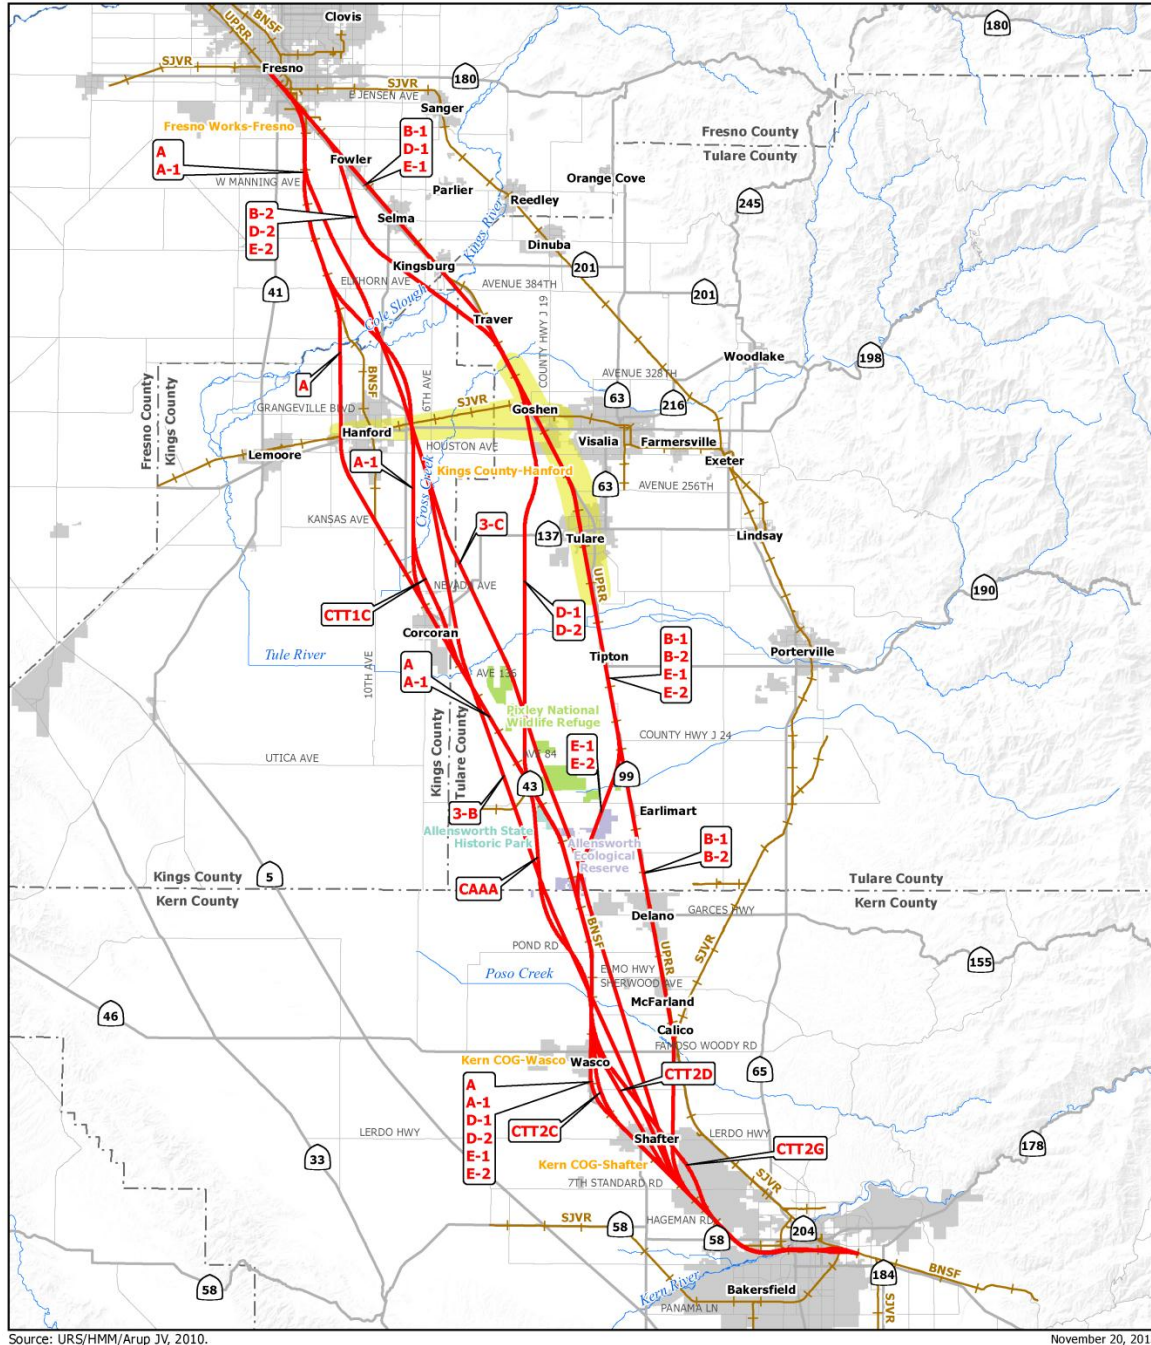 Clovis
180
BNSF
UPRR
SJVR
Fresno
180
SJVR
E JENSEN AVE
Sanger
Fresno Works-Fresno
Fresno County
Tulare County
A
A-1
B-1
D-1
E-1
Fowler
W MANNING AVE
Parlier
Orange Cove
Reedley
245
B-2
D-2
E-2
Selma
Kings River
Dinuba
Kingsburg
201
ELKHORN AVE
AVENUE 384TH
41
201
Cole Slough
Traver
COUNTY HWY J 19
Woodlake
198
Fresno County
Kings County
A
BNSF
6TH AVE
AVENUE 328TH
63
216
GRANGEVILLE BLVD
SJVR
Goshen
Hanford
HOUSTON AVE
Visalia
Farmersville
Lemoore
A-1
Kings County-Hanford
Exeter
63
AVENUE 256TH
Cross Creek
KANSAS AVE
3-C
137
Tulare
Lindsay
UPRR
NEVADA AVE
190
CTT1C
D-1
D-2
Corcoran
B-1
B-2
E-1
E-2
Tule River
Tipton
Porterville
10TH AVE
AVE 136
A
A-1
Pixley National
Wildlife Refuge
Kings County
Tulare County
COUNTY HWY J 24
UTICA AVE
AVE 84
E-1
E-2
43
99
3-B
Earlimart
Allensworth State
Historic Park
Allensworth
Ecological
Reserve
B-1
B-2
CAAA
Kings County
Kern County
5
Tulare County
Kern County
Delano
GARCES HWY
BNSF
POND RD
UPRR
SJVR
155
Poso Creek
ELMO HWY
SHERWOOD AVE
McFarland
46
Calico
FAMOSO WOODY RD
Kern COG-Wasco
Wasco
CTT2D
65
A
A-1
D-1
D-2
E-1
E-2
CTT2C
LERDO HWY
Shafter
LERDO HWY
178
33
Kern COG-Shafter
CTT2G
7TH STANDARD RD
SJVR
SJVR
58
HAGEMAN RD
58
204
58
Kern River
184
BNSF
Bakersfield
PANAMA LN
SJVR
Source: URS/HMM/Arup JV, 2010.
November 20, 201